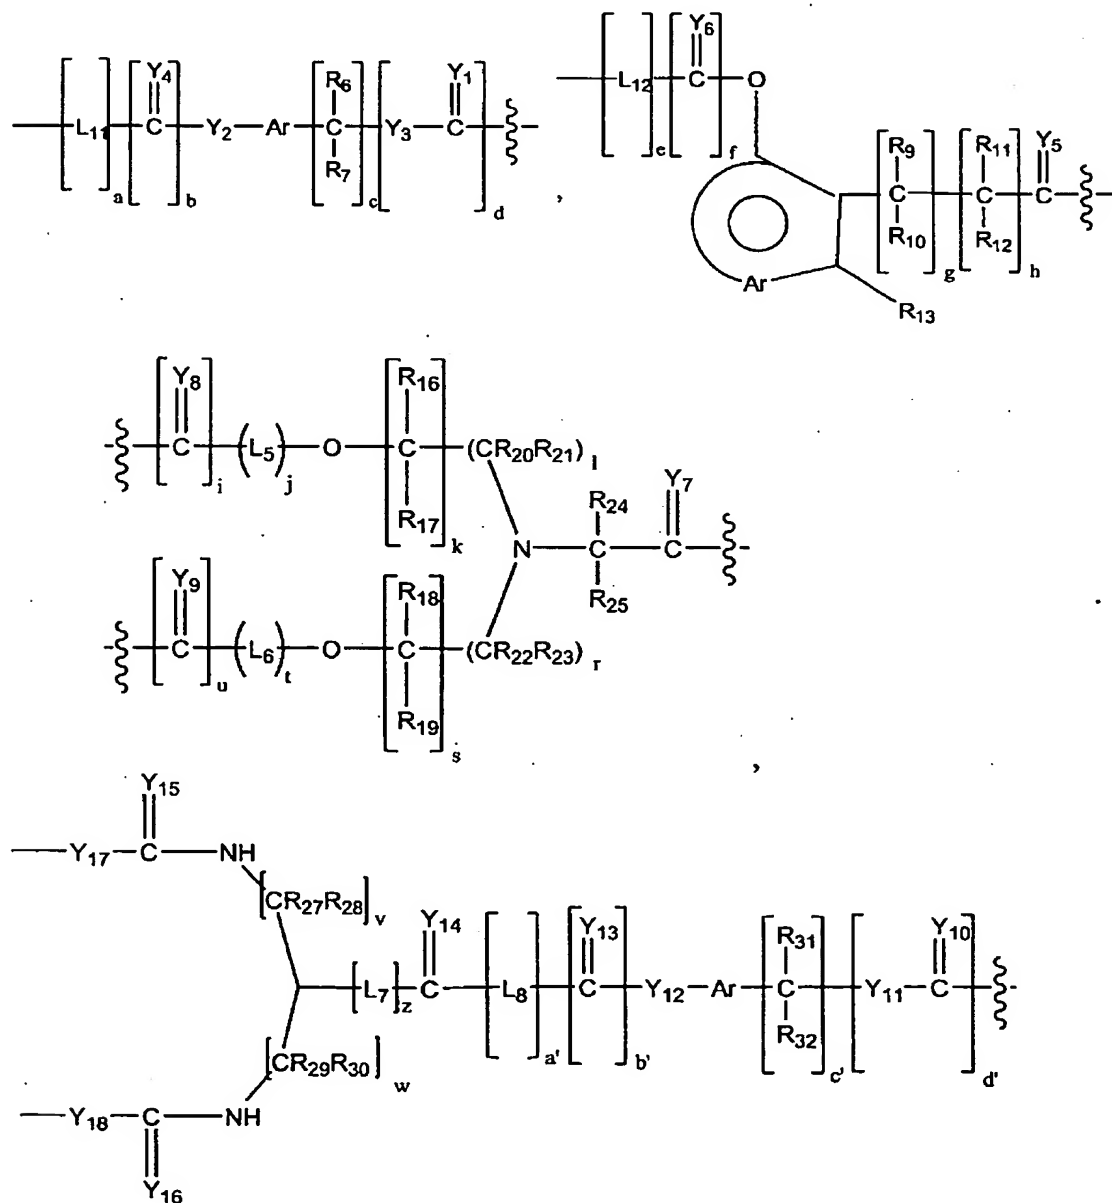 Y4 R6 Y1
L11 C Y2 Ar C Y3 C
R7
a b c d ,
Y6
L12 C O
e f
R9 R11 Y5
C C C
R10 R12
g h
Ar
R13
Y8 R16
C (L5) O C (CR20R21)
i j R17 k l
R24 Y7
N C C
R25
Y9 R18
C (L6) O C (CR22R23)
u t R19 s r
,
Y15
Y17 C NH
[CR27R28]v
Y14 Y13 R31 Y10
[L7]z C L8 C Y12 Ar C Y11 C
R32
a' b' c' d'
[CR29R30]w
Y18 C NH
Y16